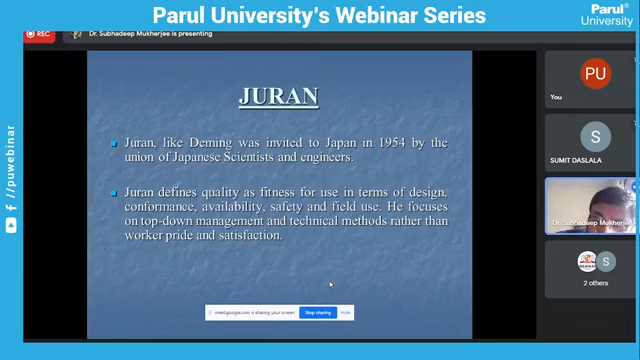 Parul University's Webinar Series
Parul®
University
REC
Dr. Subhadeep Mukherjee is presenting
JURAN
Juran, like Deming was invited to Japan in 1954 by the
union of Japanese Scientists and engineers.
Juran defines quality as fitness for use in terms of design,
conformance, availability, safety and field use. He focuses
on top-down management and technical methods rather than
worker pride and satisfaction.
meet.google.com is sharing your screen.
Stop sharing
Hide
PU
You
S
SUMIT DASLALA
Dr. Subhadeep Mukherjee
S
2 others
/puwebinar